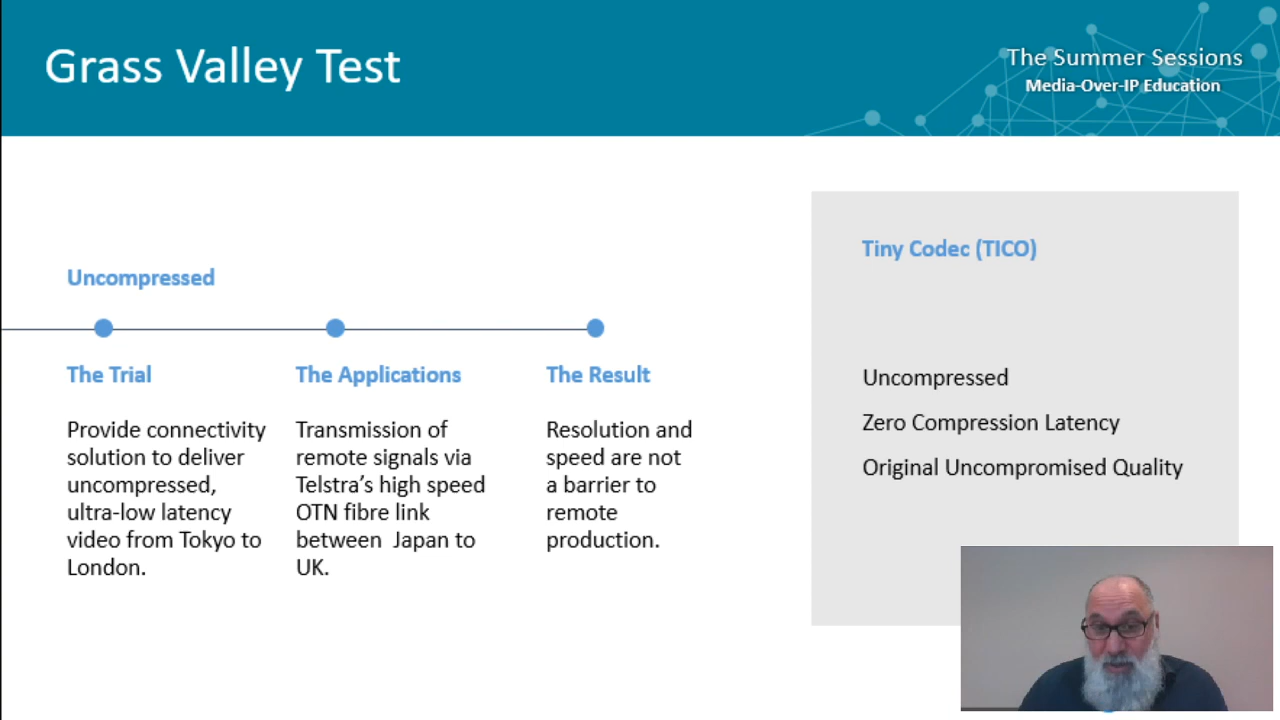 Grass Valley Test
The Summer Sessions
Media-Over-IP Education
Uncompressed
The Trial
Provide connectivity
solution to deliver
uncompressed,
ultra-low latency
video from Tokyo to
London.
The Applications
Transmission of
remote signals via
Telstra’s high speed
OTN fibre link
between  Japan to
UK.
The Result
Resolution and
speed are not
a barrier to
remote
production.
Tiny Codec (TICO)
Uncompressed
Zero Compression Latency
Original Uncompromised Quality